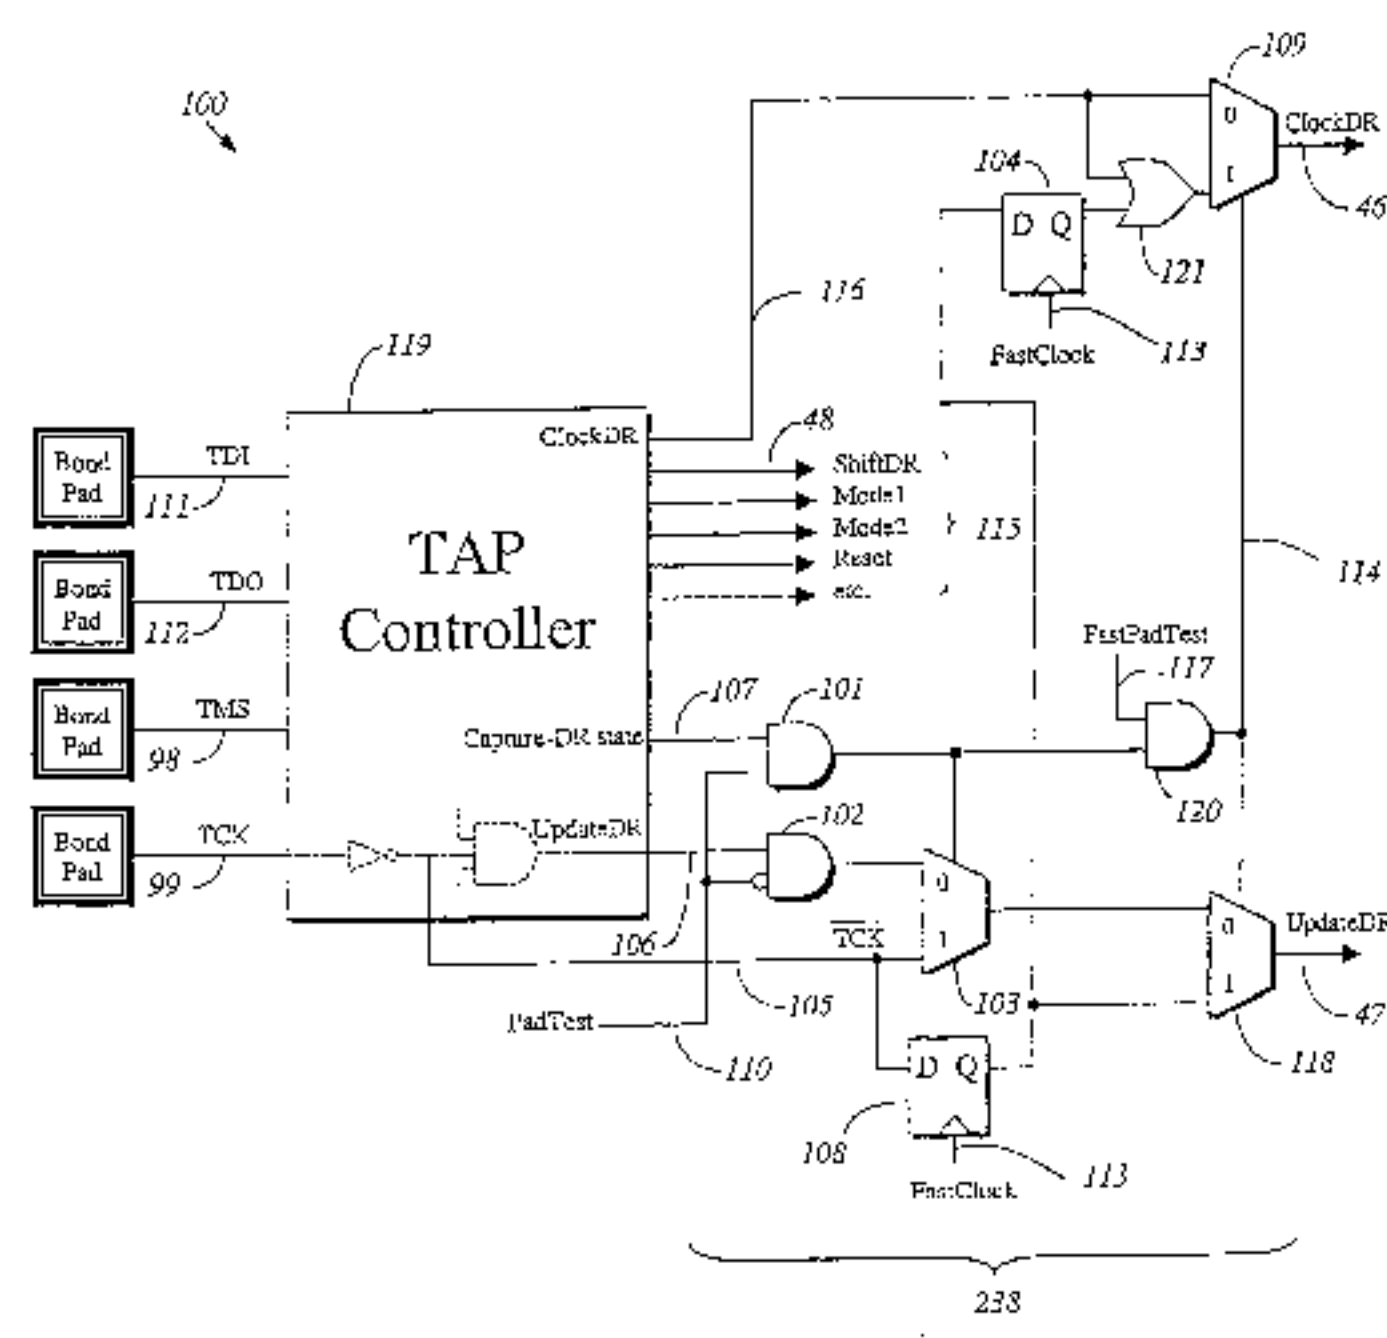 109
100
0
ClockDR
104
1
46
D Q
121
116
113
FastClock
119
ClockDR
48
Bond
Pad
TDI
ShiftDR
111
Mode1
TAP
Mode2
115
Reset
114
Bond
Pad
TDO
etc.
Controller
112
FastPadTest
117
107
101
Bond
Pad
TMS
Capture-DR state
98
120
102
UpdateDR
Bond
Pad
TCK
99
0
106
TCK
1
0
UpdateDR
105
103
1
47
PadTest
110
D Q
118
108
113
FastClock
238